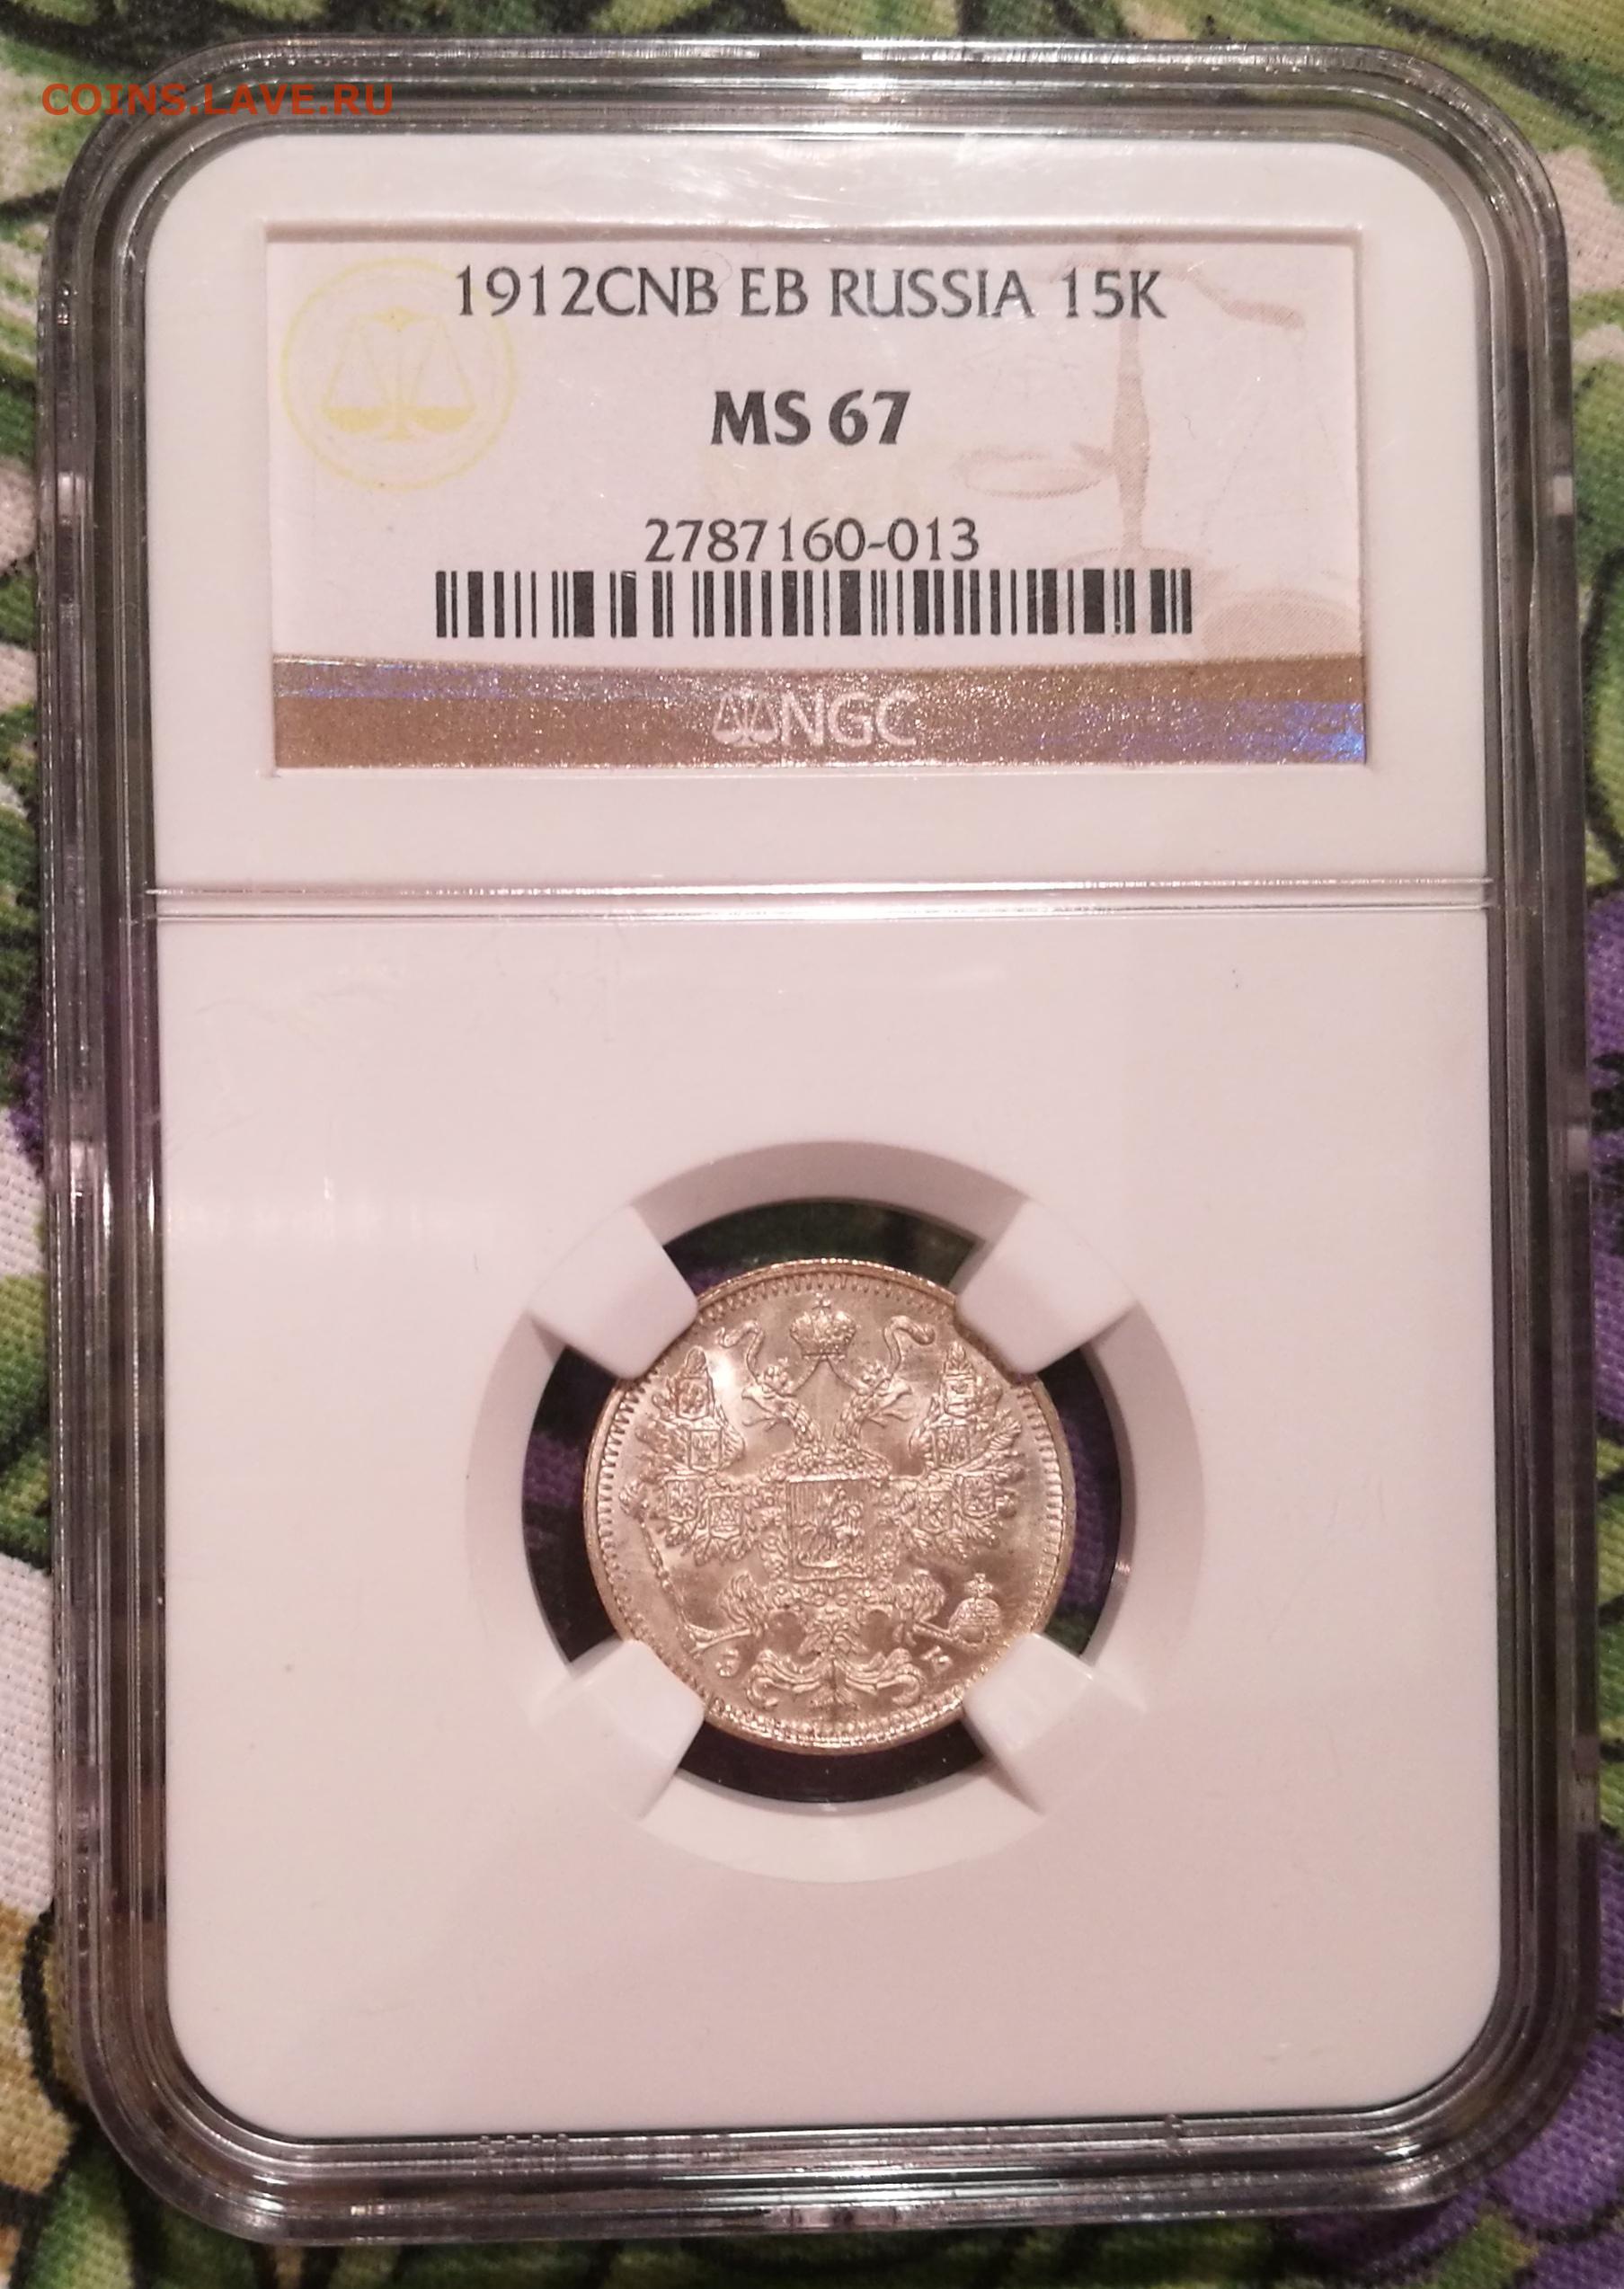 COINS.LAVE.RU
1912CNB EB RUSSIA 15K
MS 67
2787160-013
NGC
Э Б